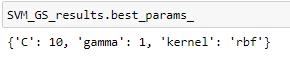 SVM_GS_results.best_params_
{'C': 10, 'gamma': 1, 'kernel': 'rbf'}